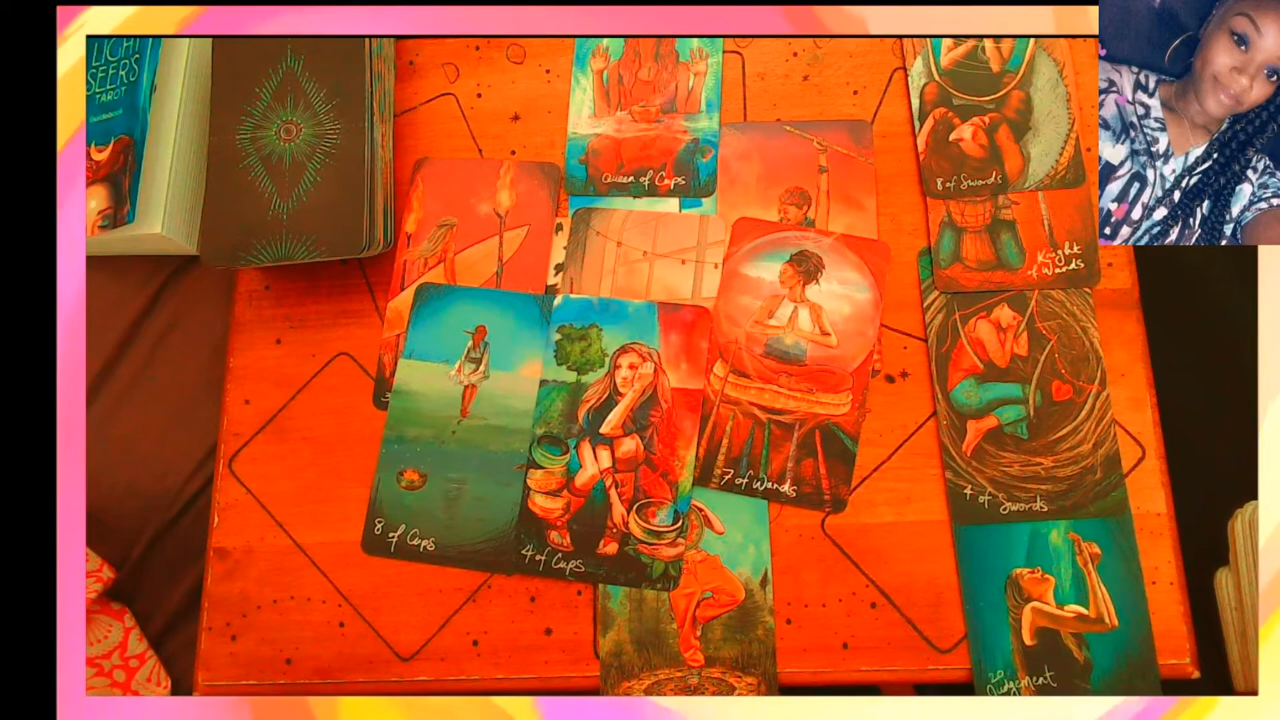 LIGHT
SEERS
TAROT
Guidebook
Queen of Cups
8 of Swords
Knight
of Wands
7 of Wands
4 of Swords
8 of Cups
4 of Cups
20
Judgement